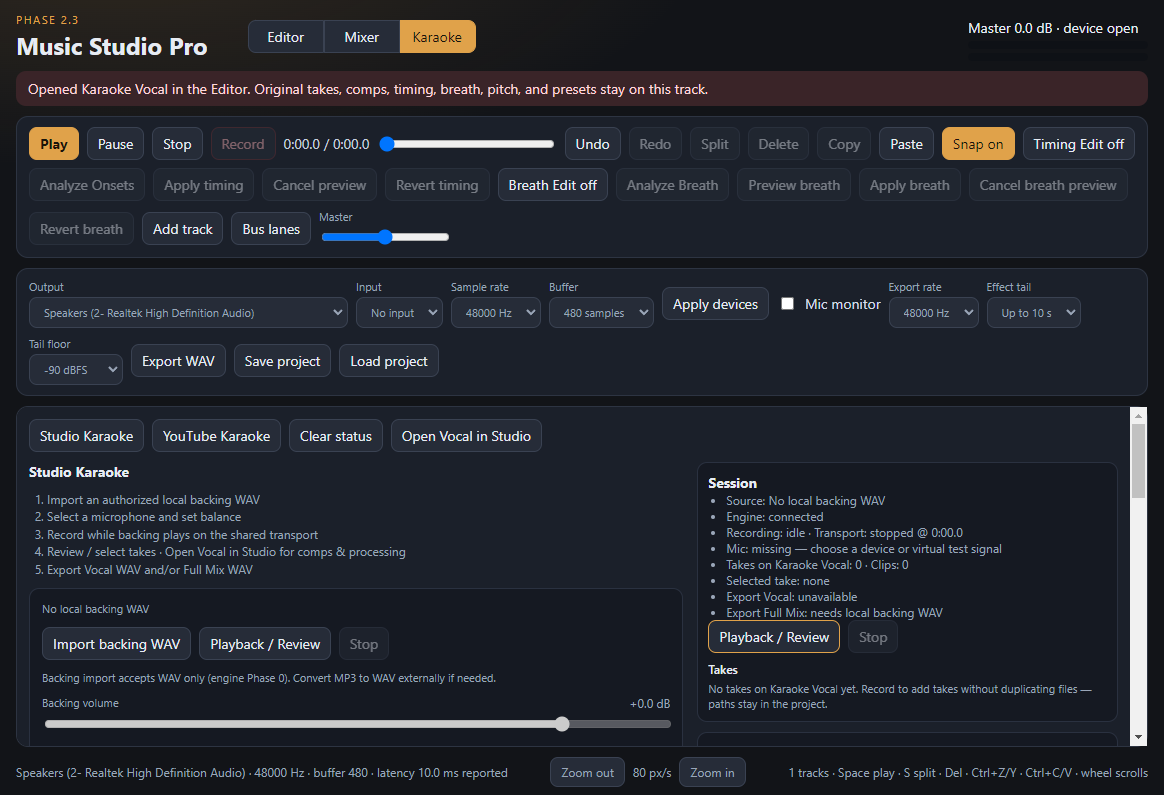 PHASE 2.3
Music Studio Pro
Editor Mixer Karaoke
Master 0.0 dB · device open
Opened Karaoke Vocal in the Editor. Original takes, comps, timing, breath, pitch, and presets stay on this track.
Play Pause Stop Record 0:00.0 / 0:00.0 Undo Redo Split Delete Copy Paste Snap on Timing Edit off
Analyze Onsets Apply timing Cancel preview Revert timing Breath Edit off Analyze Breath Preview breath Apply breath Cancel breath preview
Revert breath Add track Bus lanes Master
Output Input Sample rate Buffer Export rate Effect tail
Speakers (2- Realtek High Definition Audio) No input 48000 Hz 480 samples Apply devices Mic monitor 48000 Hz Up to 10 s
Tail floor
-90 dBFS Export WAV Save project Load project
Studio Karaoke YouTube Karaoke Clear status Open Vocal in Studio
Studio Karaoke
1. Import an authorized local backing WAV
2. Select a microphone and set balance
3. Record while backing plays on the shared transport
4. Review / select takes · Open Vocal in Studio for comps & processing
5. Export Vocal WAV and/or Full Mix WAV
No local backing WAV
Import backing WAV Playback / Review Stop
Backing import accepts WAV only (engine Phase 0). Convert MP3 to WAV externally if needed.
Backing volume +0.0 dB
Session
• Source: No local backing WAV
• Engine: connected
• Recording: idle · Transport: stopped @ 0:00.0
• Mic: missing — choose a device or virtual test signal
• Takes on Karaoke Vocal: 0 · Clips: 0
• Selected take: none
• Export Vocal: unavailable
• Export Full Mix: needs local backing WAV
Playback / Review Stop
Takes
No takes on Karaoke Vocal yet. Record to add takes without duplicating files —
paths stay in the project.
Speakers (2- Realtek High Definition Audio) · 48000 Hz · buffer 480 · latency 10.0 ms reported
Zoom out 80 px/s Zoom in
1 tracks · Space play · S split · Del · Ctrl+Z/Y · Ctrl+C/V · wheel scrolls